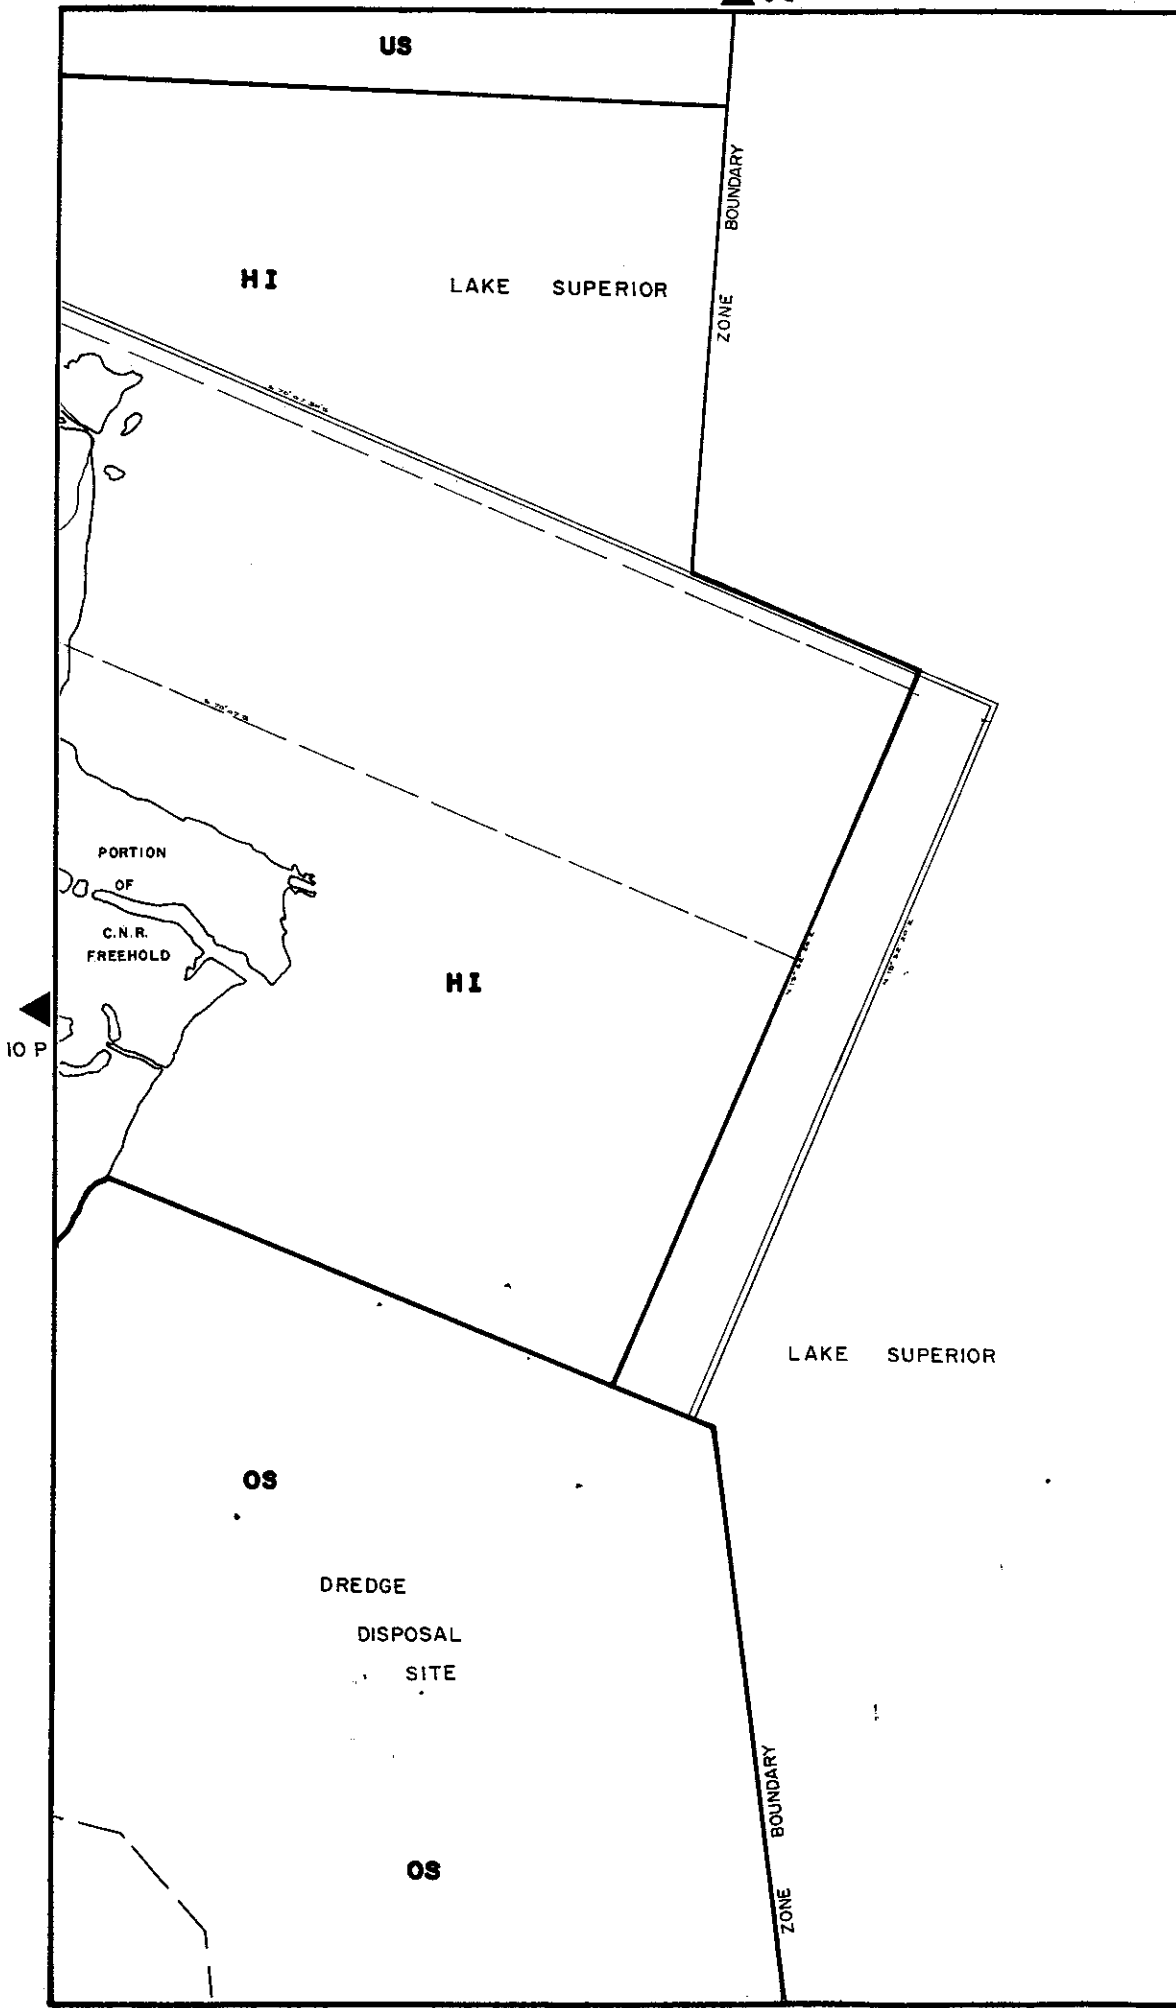 US
BOUNDARY
ZONE
HI
LAKE SUPERIOR
PORTION
OF
C.N.R.
FREEHOLD
HI
10 P
LAKE SUPERIOR
OS
DREDGE
DISPOSAL
SITE
BOUNDARY
ZONE
OS